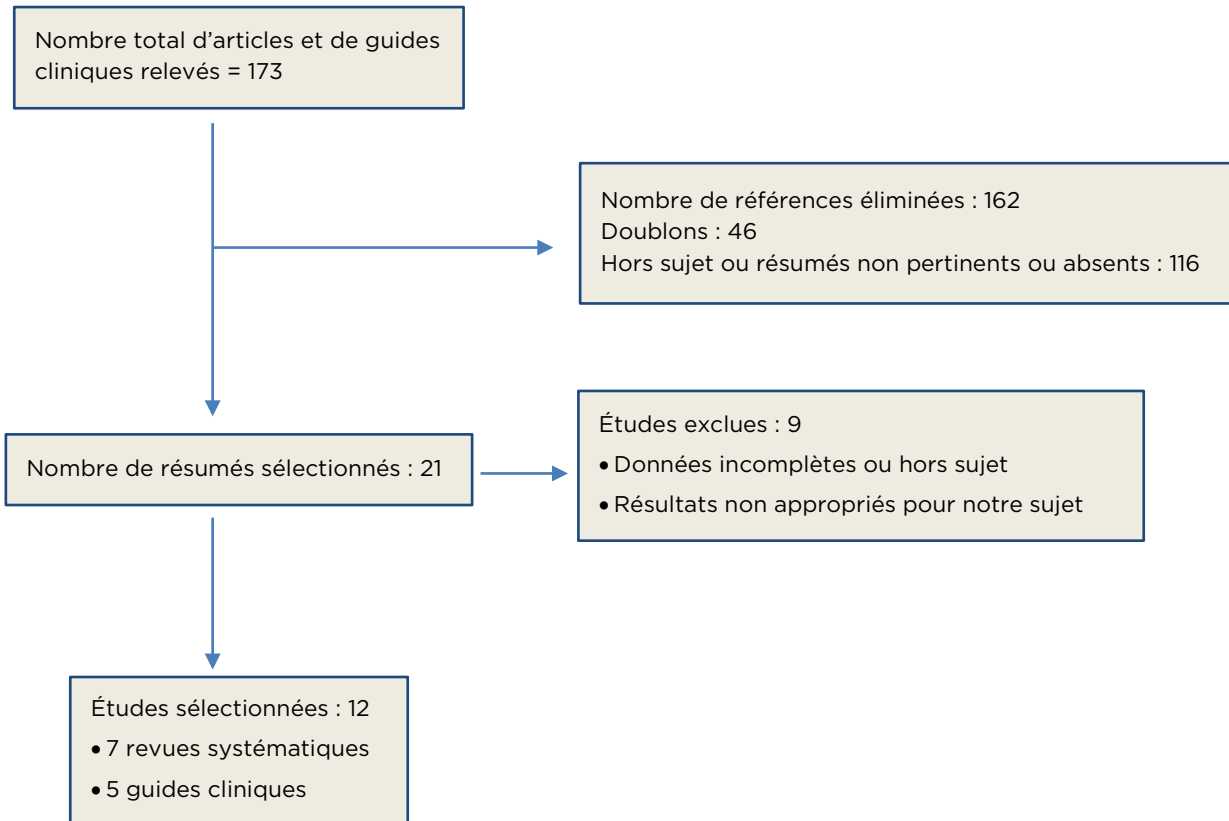 Nombre total d’articles et de guides
cliniques relevés = 173
Nombre de références éliminées : 162
Doublons : 46
Hors sujet ou résumés non pertinents ou absents : 116
Nombre de résumés sélectionnés : 21
Études exclues : 9
• Données incomplètes ou hors sujet
• Résultats non appropriés pour notre sujet
Études sélectionnées : 12
• 7 revues systématiques
• 5 guides cliniques